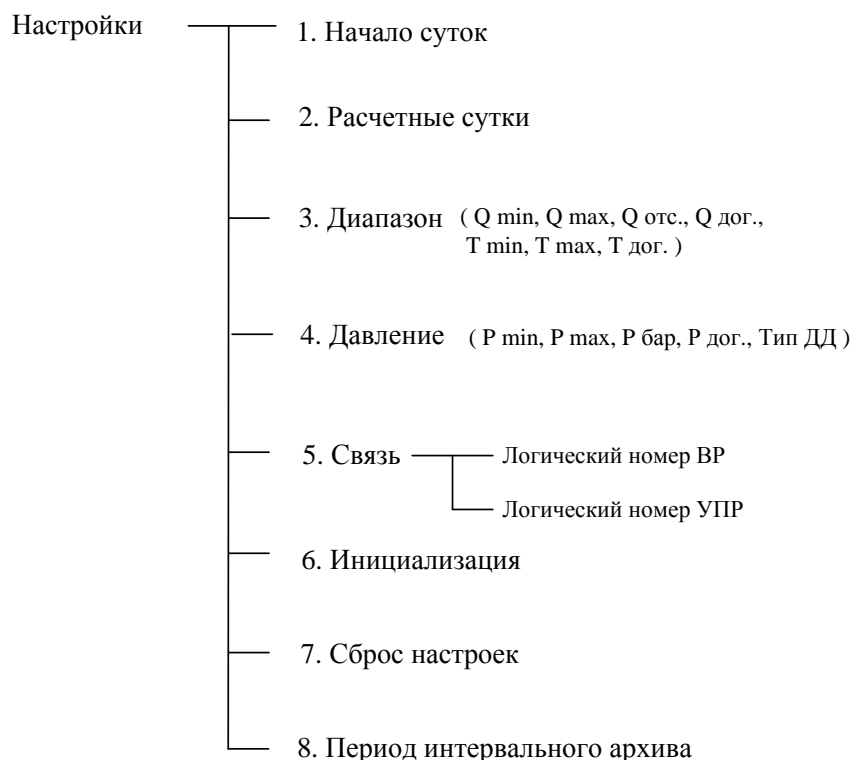 Настройки
1. Начало суток
2. Расчетные сутки
3. Диапазон ( Q min, Q max, Q отс., Q дог.,
T min, T max, T дог. )
4. Давление ( P min, P max, P бар, P дог., Тип ДД )
5. Связь
Логический номер ВР
Логический номер УПР
6. Инициализация
7. Сброс настроек
8. Период интервального архива